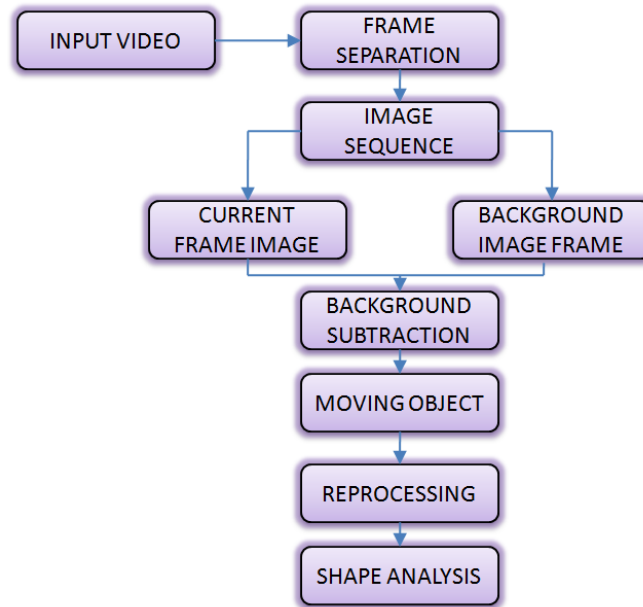 INPUT VIDEO
FRAME
SEPARATION
IMAGE
SEQUENCE
CURRENT
FRAME IMAGE
BACKGROUND
IMAGE FRAME
BACKGROUND
SUBTRACTION
MOVING OBJECT
REPROCESSING
SHAPE ANALYSIS